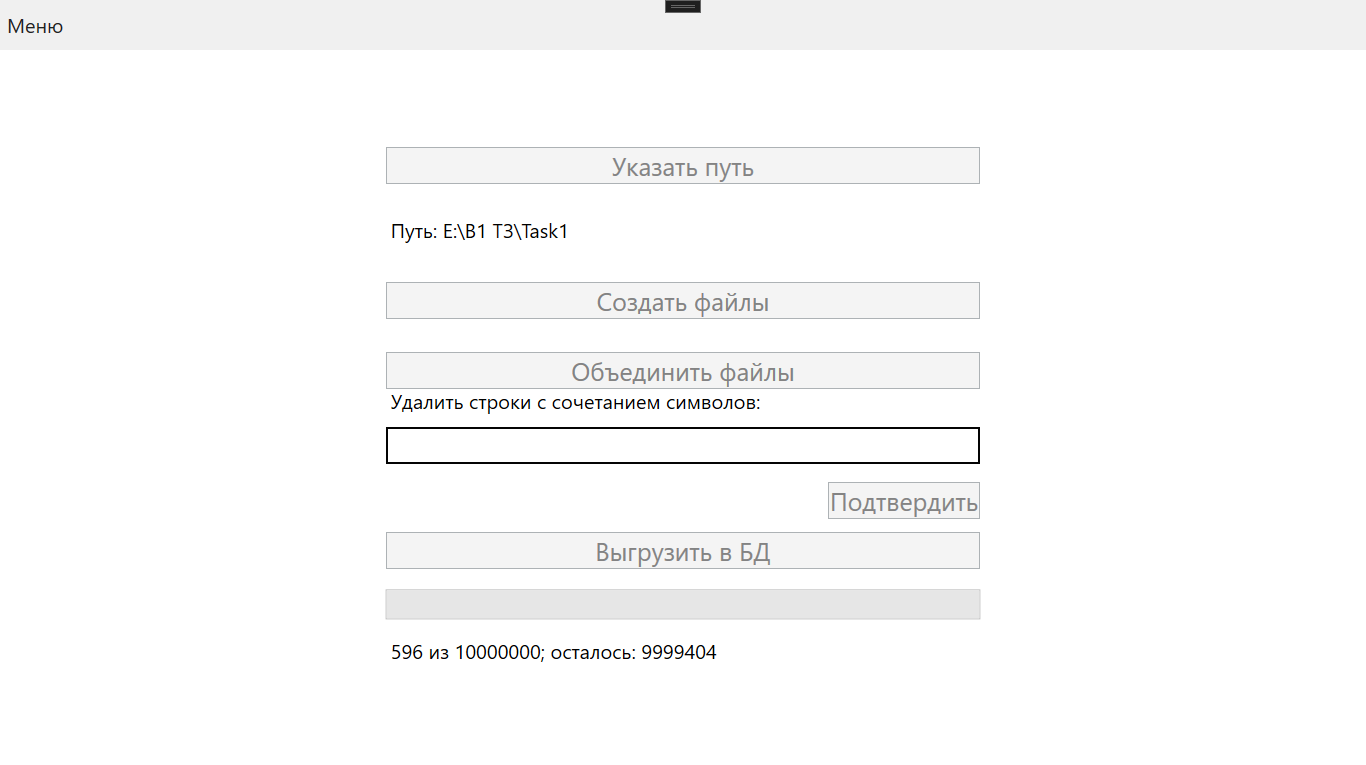 Меню
Указать путь
Путь: E:\B1 T3\Task1
Создать файлы
Объединить файлы
Удалить строки с сочетанием символов:
Подтвердить
Выгрузить в БД
596 из 10000000; осталось: 9999404